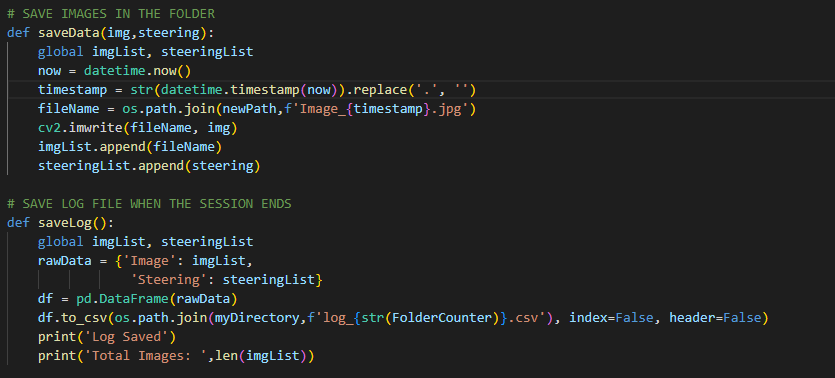 # SAVE IMAGES IN THE FOLDER
def saveData(img,steering):
    global imgList, steeringList
    now = datetime.now()
    timestamp = str(datetime.timestamp(now)).replace('.', '')
    fileName = os.path.join(newPath,f'Image_{timestamp}.jpg')
    cv2.imwrite(fileName, img)
    imgList.append(fileName)
    steeringList.append(steering)

# SAVE LOG FILE WHEN THE SESSION ENDS
def saveLog():
    global imgList, steeringList
    rawData = {'Image': imgList,
                'Steering': steeringList}
    df = pd.DataFrame(rawData)
    df.to_csv(os.path.join(myDirectory,f'log_{str(FolderCounter)}.csv'), index=False, header=False)
    print('Log Saved')
    print('Total Images: ',len(imgList))